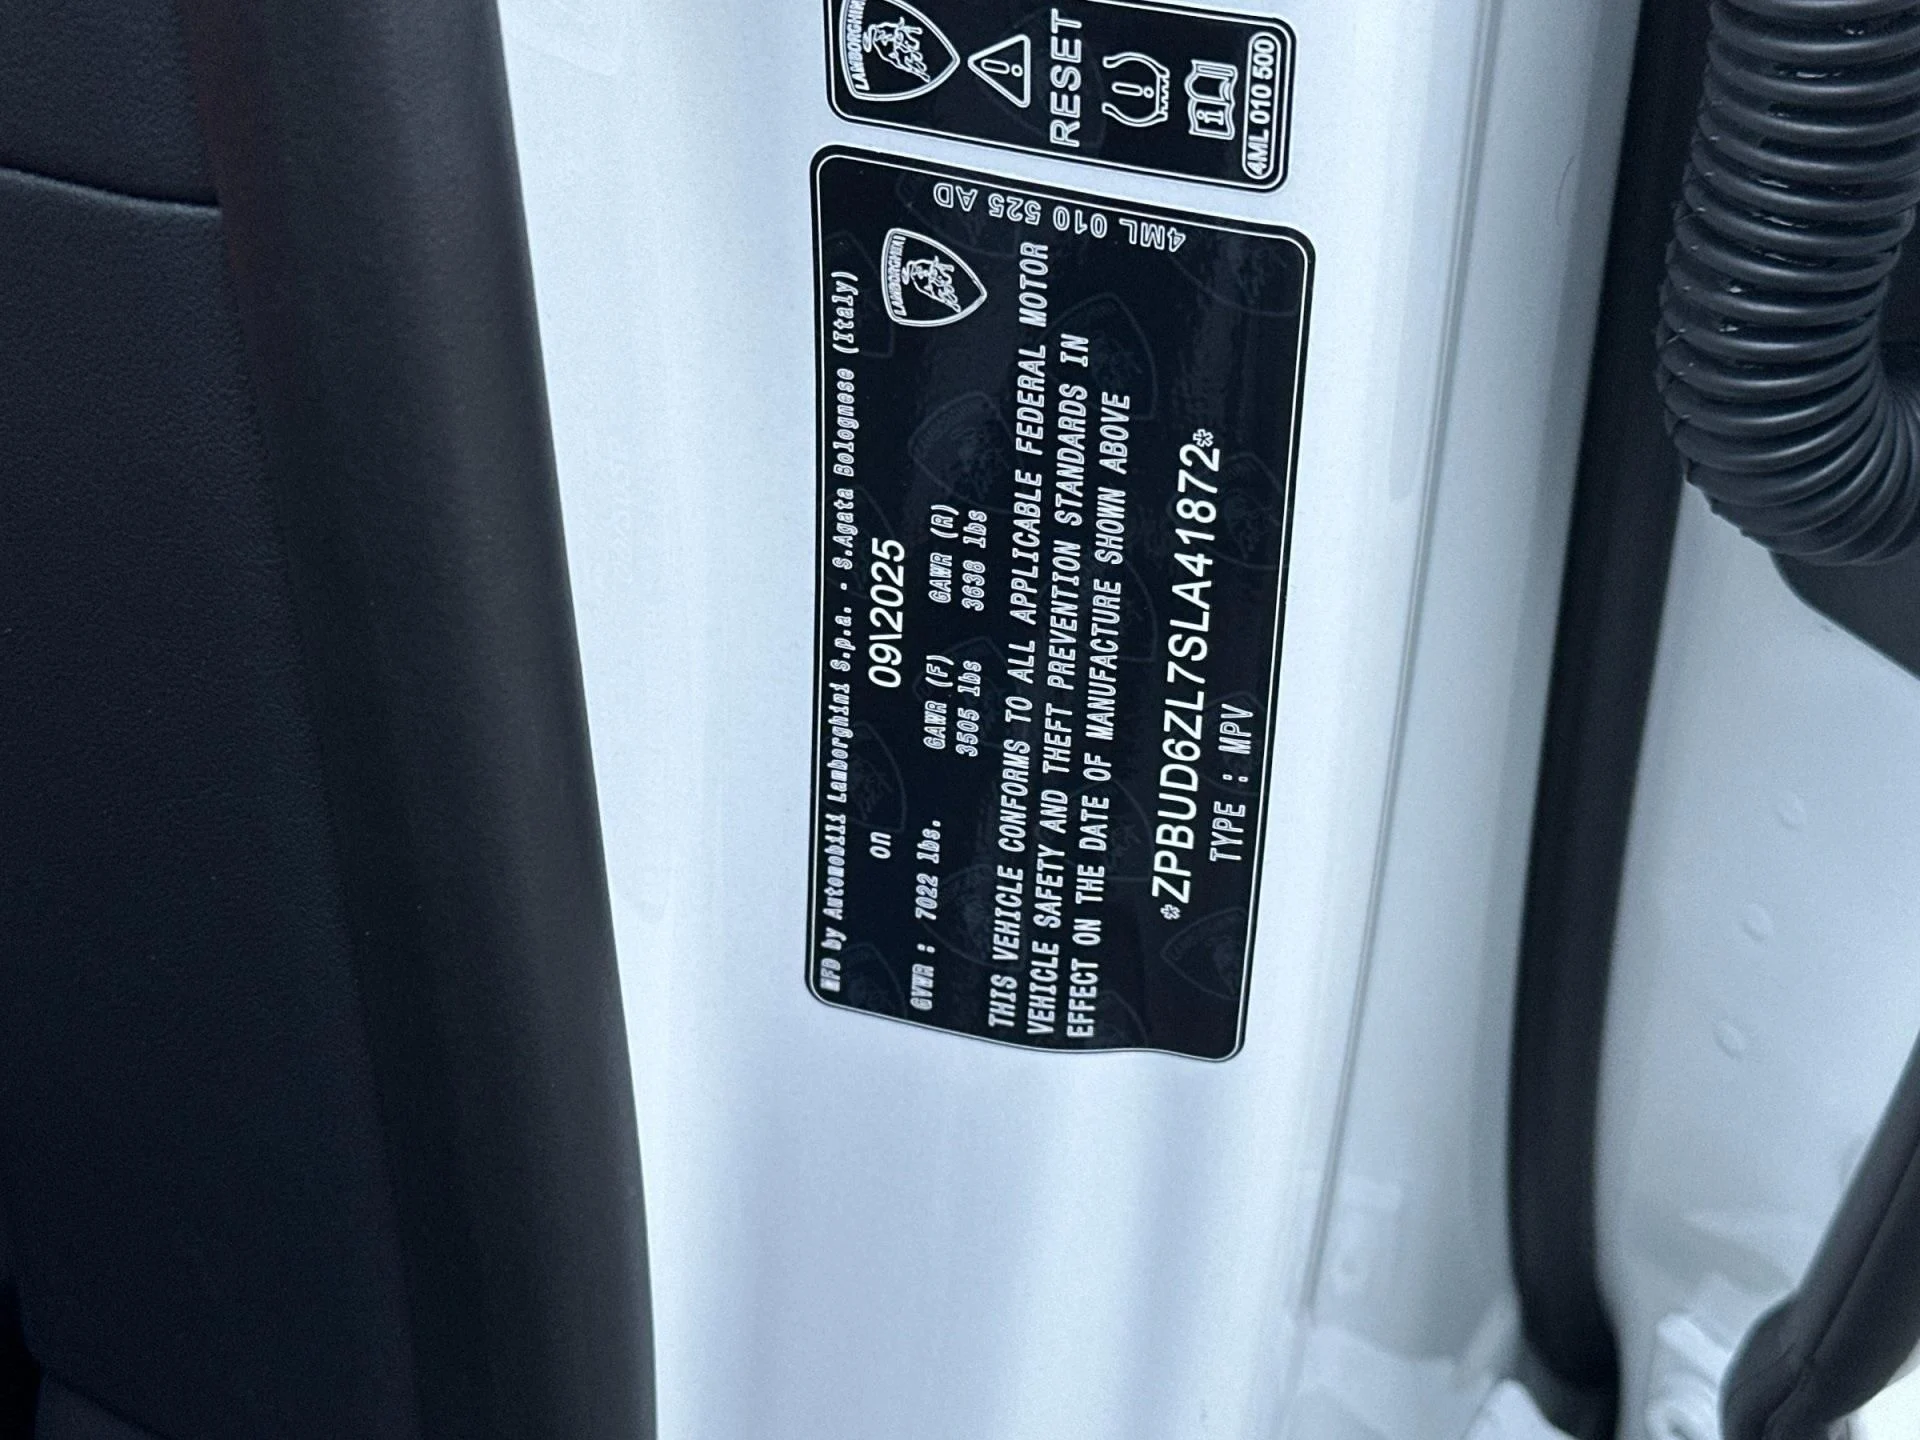 LAMBORGHINI
RESET
4ML 010 500
4ML 010 525 AD
MFD by Automobili Lamborghini S.p.a. - S.Agata Bolognese (Italy)
LAMBORGHINI
on 09\2025
GVWR : 7022 lbs. GAWR (F) GAWR (R)
3505 lbs 3638 lbs
THIS VEHICLE CONFORMS TO ALL APPLICABLE FEDERAL MOTOR
VEHICLE SAFETY AND THEFT PREVENTION STANDARDS IN
EFFECT ON THE DATE OF MANUFACTURE SHOWN ABOVE
*ZPBUD6ZL7SLA41872*
TYPE : MPV